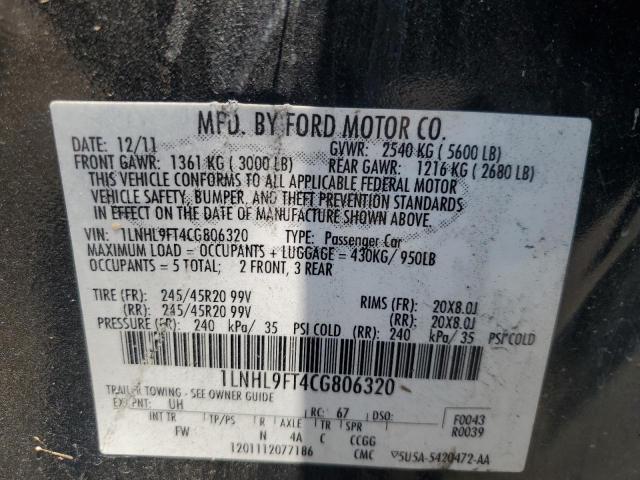 MFD. BY FORD MOTOR CO.
DATE: 12/11 GVWR: 2540 KG ( 5600 LB)
FRONT GAWR: 1361 KG ( 3000 LB) REAR GAWR: 1216 KG ( 2680 LB)
THIS VEHICLE CONFORMS TO ALL APPLICABLE FEDERAL MOTOR
VEHICLE SAFETY, BUMPER, AND THEFT PREVENTION STANDARDS
IN EFFECT ON THE DATE OF MANUFACTURE SHOWN ABOVE.
VIN: 1LNHL9FT4CG806320 TYPE: Passenger Car
MAXIMUM LOAD = OCCUPANTS + LUGGAGE = 430KG/ 950LB
OCCUPANTS = 5 TOTAL; 2 FRONT, 3 REAR
TIRE (FR): 245/45R20 99V RIMS (FR): 20X8.0J
(RR): 245/45R20 99V (RR): 20X8.0J
PRESSURE (FR): 240 kPa/ 35 PSI COLD (RR): 240 kPa/ 35 PSI COLD
1LNHL9FT4CG806320
TRAILER TOWING - SEE OWNER GUIDE
EXT PNT: UH RC: 67 DSO: F0043
INT TR TP/PS R AXLE TR SPR R0039
FW N 4A C CCGG
1201112077186 CMC 5U5A-5420472-AA